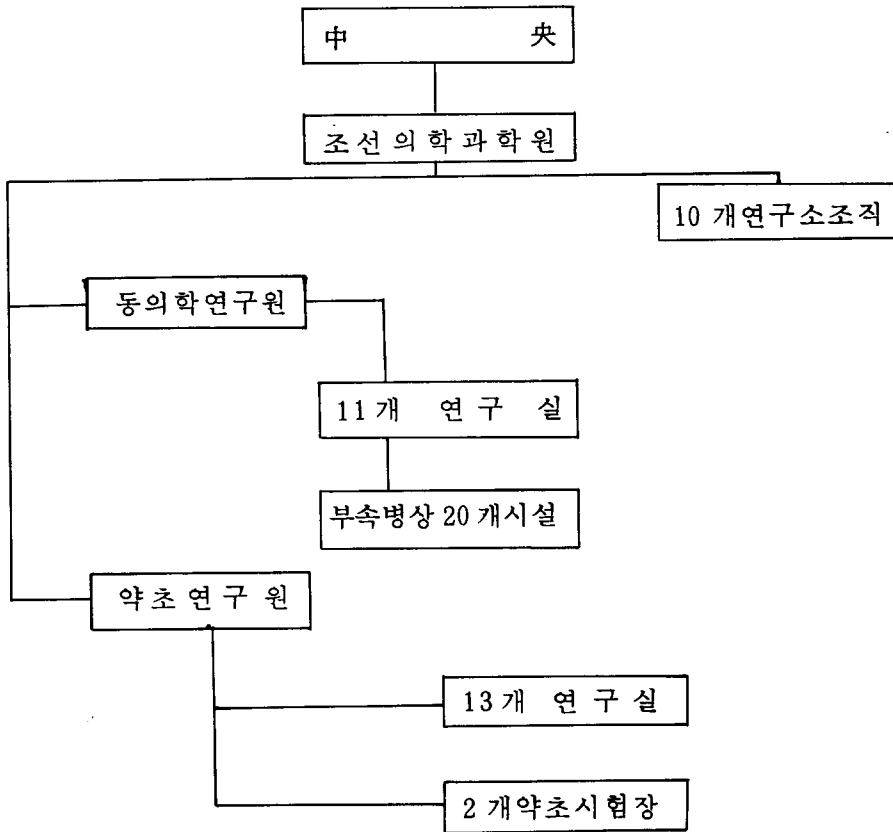 中 央
조선의학과학원
10 개연구소조직
동의학연구원
11개 연구 실
부속병상 20 개시설
약초연구원
13개 연구실
2 개약초시험장